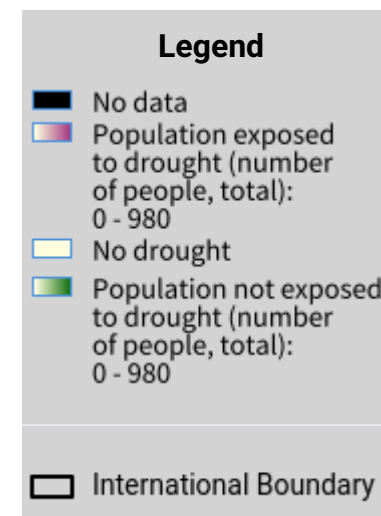 Legend
No data
Population exposed
to drought (number
of people, total):
0 - 980
No drought
Population not exposed
to drought (number
of people, total):
0 - 980
International Boundary